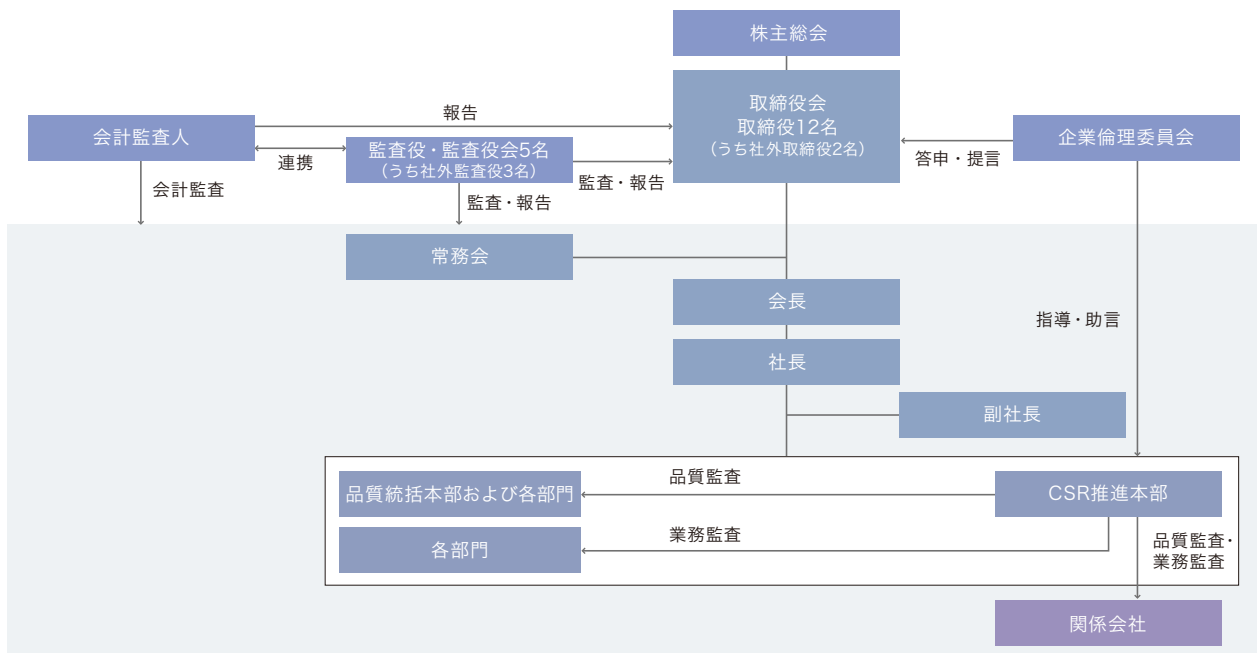 株主総会
取締役会
取締役12名
（うち社外取締役2名）
報告
会計監査人
企業倫理委員会
連携
監査役・監査役会5名
（うち社外監査役3名）
答申・提言
監査・報告
会計監査
監査・報告
常務会
会長
指導・助言
社長
副社長
品質監査
品質統括本部および各部門
CSR推進本部
業務監査
各部門
品質監査・
業務監査
関係会社